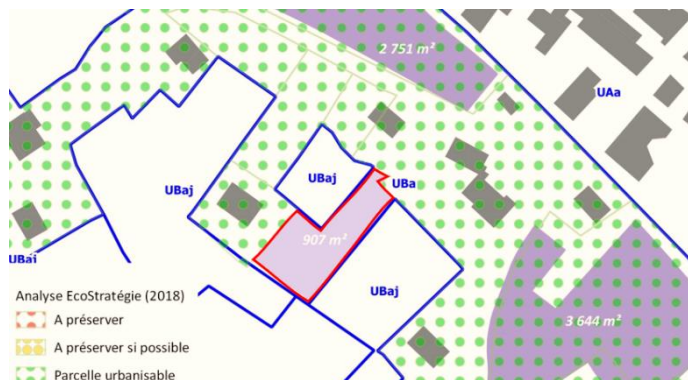 2 751 m²
UAa
UBaj
UBaj
UBa
907 m²
UBaj
UBaj
3 644 m²
Analyse EcoStratégie (2018)
A préserver
A préserver si possible
Parcelle urbanisable